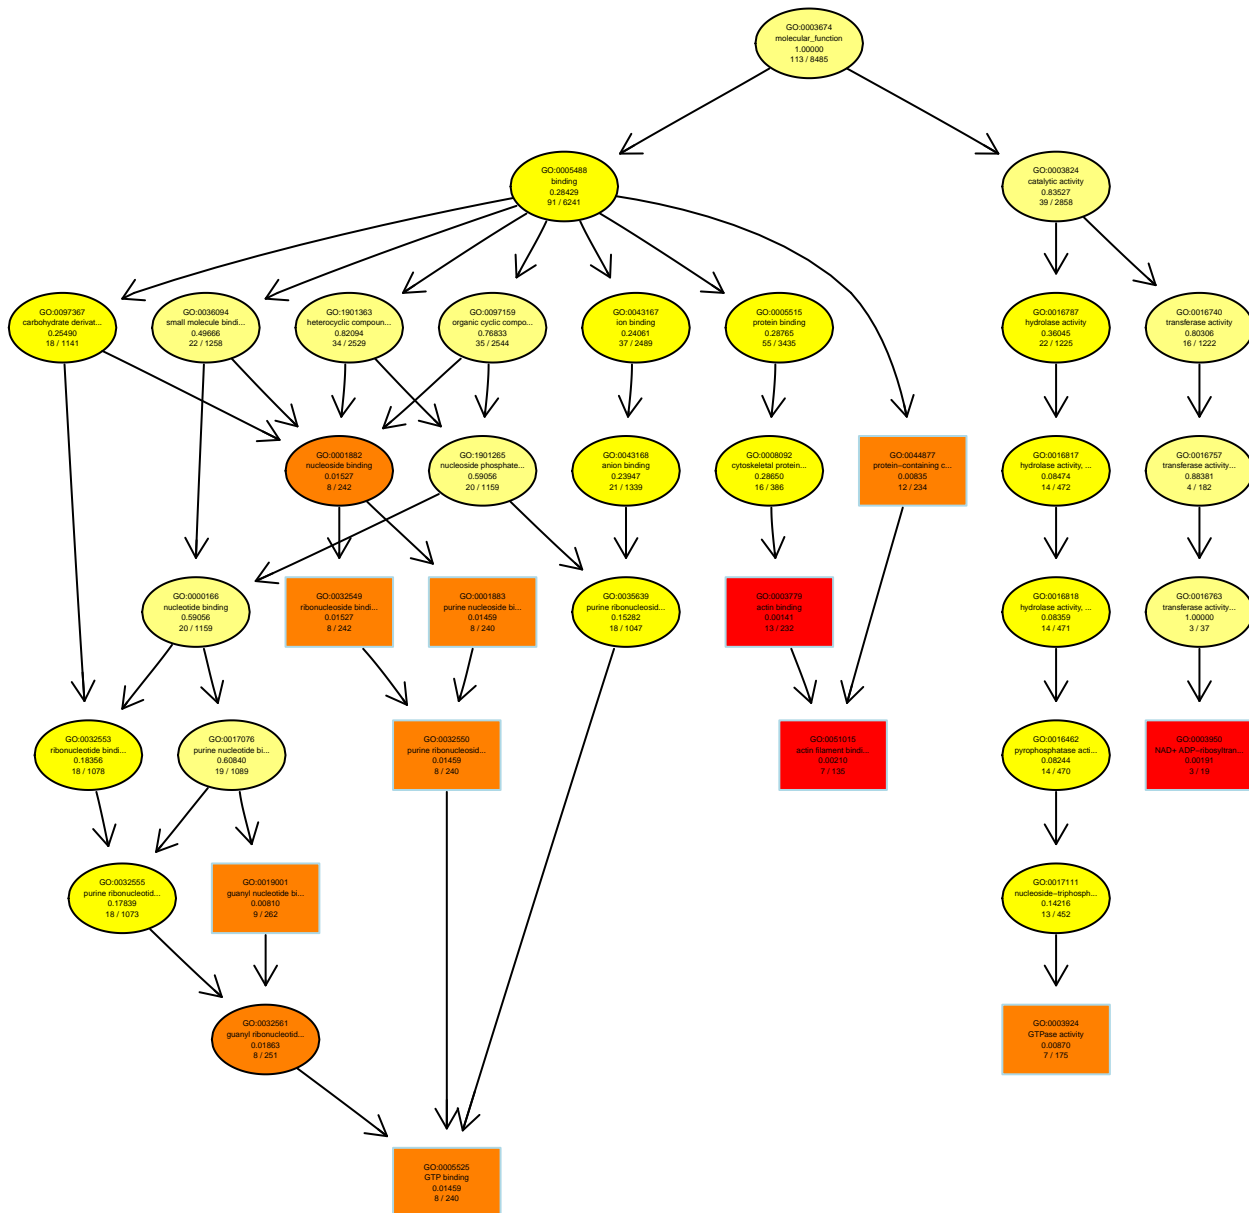 GO:0003674
molecular_function
1.00000
113 / 8485
GO:0005488
binding
0.28429
91 / 6241
GO:0003824
catalytic activity
0.83527
39 / 2858
GO:0097367
carbohydrate derivat...
0.25490
18 / 1141
GO:0036094
small molecule bindi...
0.49666
22 / 1258
GO:1901363
heterocyclic compoun...
0.82094
34 / 2529
GO:0097159
organic cyclic compo...
0.76833
35 / 2544
GO:0043167
ion binding
0.24061
37 / 2489
GO:0005515
protein binding
0.28765
55 / 3435
GO:0016787
hydrolase activity
0.36045
22 / 1225
GO:0016740
transferase activity
0.80306
16 / 1222
GO:0001882
nucleoside binding
0.01527
8 / 242
GO:1901265
nucleoside phosphate...
0.59056
20 / 1159
GO:0043168
anion binding
0.23947
21 / 1339
GO:0008092
cytoskeletal protein...
0.28650
16 / 386
GO:0044877
protein−containing c...
0.00835
12 / 234
GO:0016817
hydrolase activity, ...
0.08474
14 / 472
GO:0016757
transferase activity...
0.88381
4 / 182
GO:0000166
nucleotide binding
0.59056
20 / 1159
GO:0032549
ribonucleoside bindi...
0.01527
8 / 242
GO:0001883
purine nucleoside bi...
0.01459
8 / 240
GO:0035639
purine ribonucleosid...
0.15282
18 / 1047
GO:0003779
actin binding
0.00141
13 / 232
GO:0016818
hydrolase activity, ...
0.08359
14 / 471
GO:0016763
transferase activity...
1.00000
3 / 37
GO:0032553
ribonucleotide bindi...
0.18356
18 / 1078
GO:0017076
purine nucleotide bi...
0.60840
19 / 1089
GO:0032550
purine ribonucleosid...
0.01459
8 / 240
GO:0051015
actin filament bindi...
0.00210
7 / 135
GO:0016462
pyrophosphatase acti...
0.08244
14 / 470
GO:0003950
NAD+ ADP−ribosyltran...
0.00191
3 / 19
GO:0032555
purine ribonucleotid...
0.17839
18 / 1073
GO:0019001
guanyl nucleotide bi...
0.00810
9 / 262
GO:0017111
nucleoside−triphosph...
0.14216
13 / 452
GO:0032561
guanyl ribonucleotid...
0.01863
8 / 251
GO:0003924
GTPase activity
0.00870
7 / 175
GO:0005525
GTP binding
0.01459
8 / 240